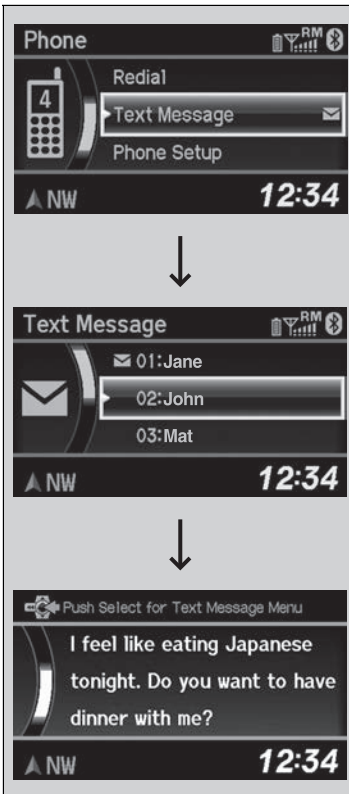 Phone
RM
4
Redial
Text Message
Phone Setup
NW
12:34
Text Message
RM
01:Jane
02:John
03:Mat
NW
12:34
Push Select for Text Message Menu
I feel like eating Japanese
tonight. Do you want to have
dinner with me?
NW
12:34